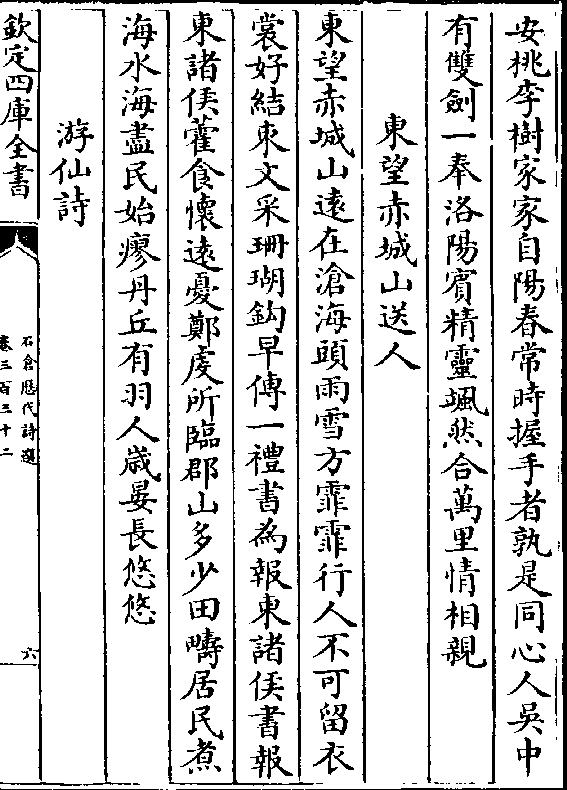 安桃李樹家家自陽春常時握手者孰是同心人吳中
有雙劍一奉洛陽賓精靈颯然合萬里情相親
東望赤城山送人
東望赤城山遠在滄海頭雨雪方霏霏行人不可留衣
裳好結束文采珊瑚鈎早傳一禮書為報東諸侯書報
東諸侯藿食懷遠憂鄭虔所臨郡山多少田疇居民煮
海水海盡民始瘳丹丘有羽人歲晏長悠悠
游仙詩
欽定四庫全書
石倉歷代詩選
卷三百三十二
六